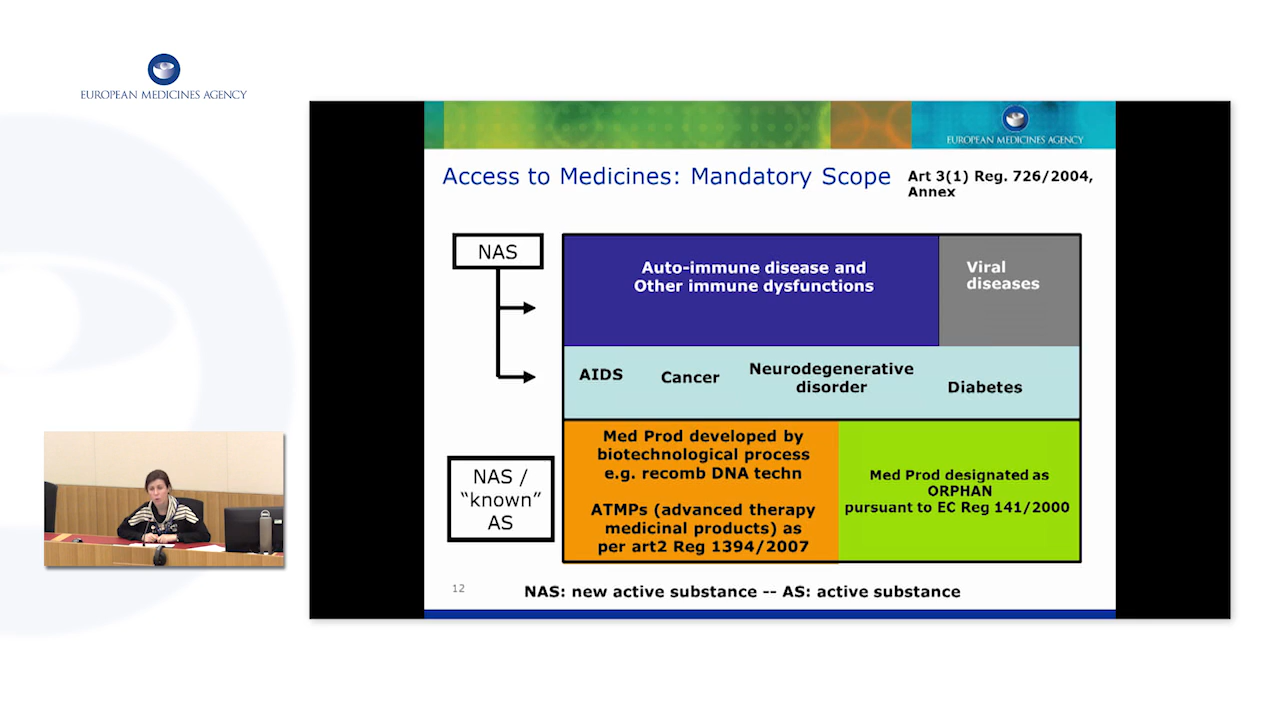 EUROPEAN MEDICINES AGENCY
EUROPEAN MEDICINES AGENCY
Access to Medicines: Mandatory Scope
Art 3(1) Reg. 726/2004,
Annex
NAS
Auto-immune disease and
Other immune dysfunctions
Viral
diseases
AIDS
Cancer
Neurodegenerative
disorder
Diabetes
NAS /
“known”
AS
Med Prod developed by
biotechnological process
e.g. recomb DNA techn
ATMPs (advanced therapy
medicinal products) as
per art2 Reg 1394/2007
Med Prod designated as
ORPHAN
pursuant to EC Reg 141/2000
12
NAS: new active substance -- AS: active substance